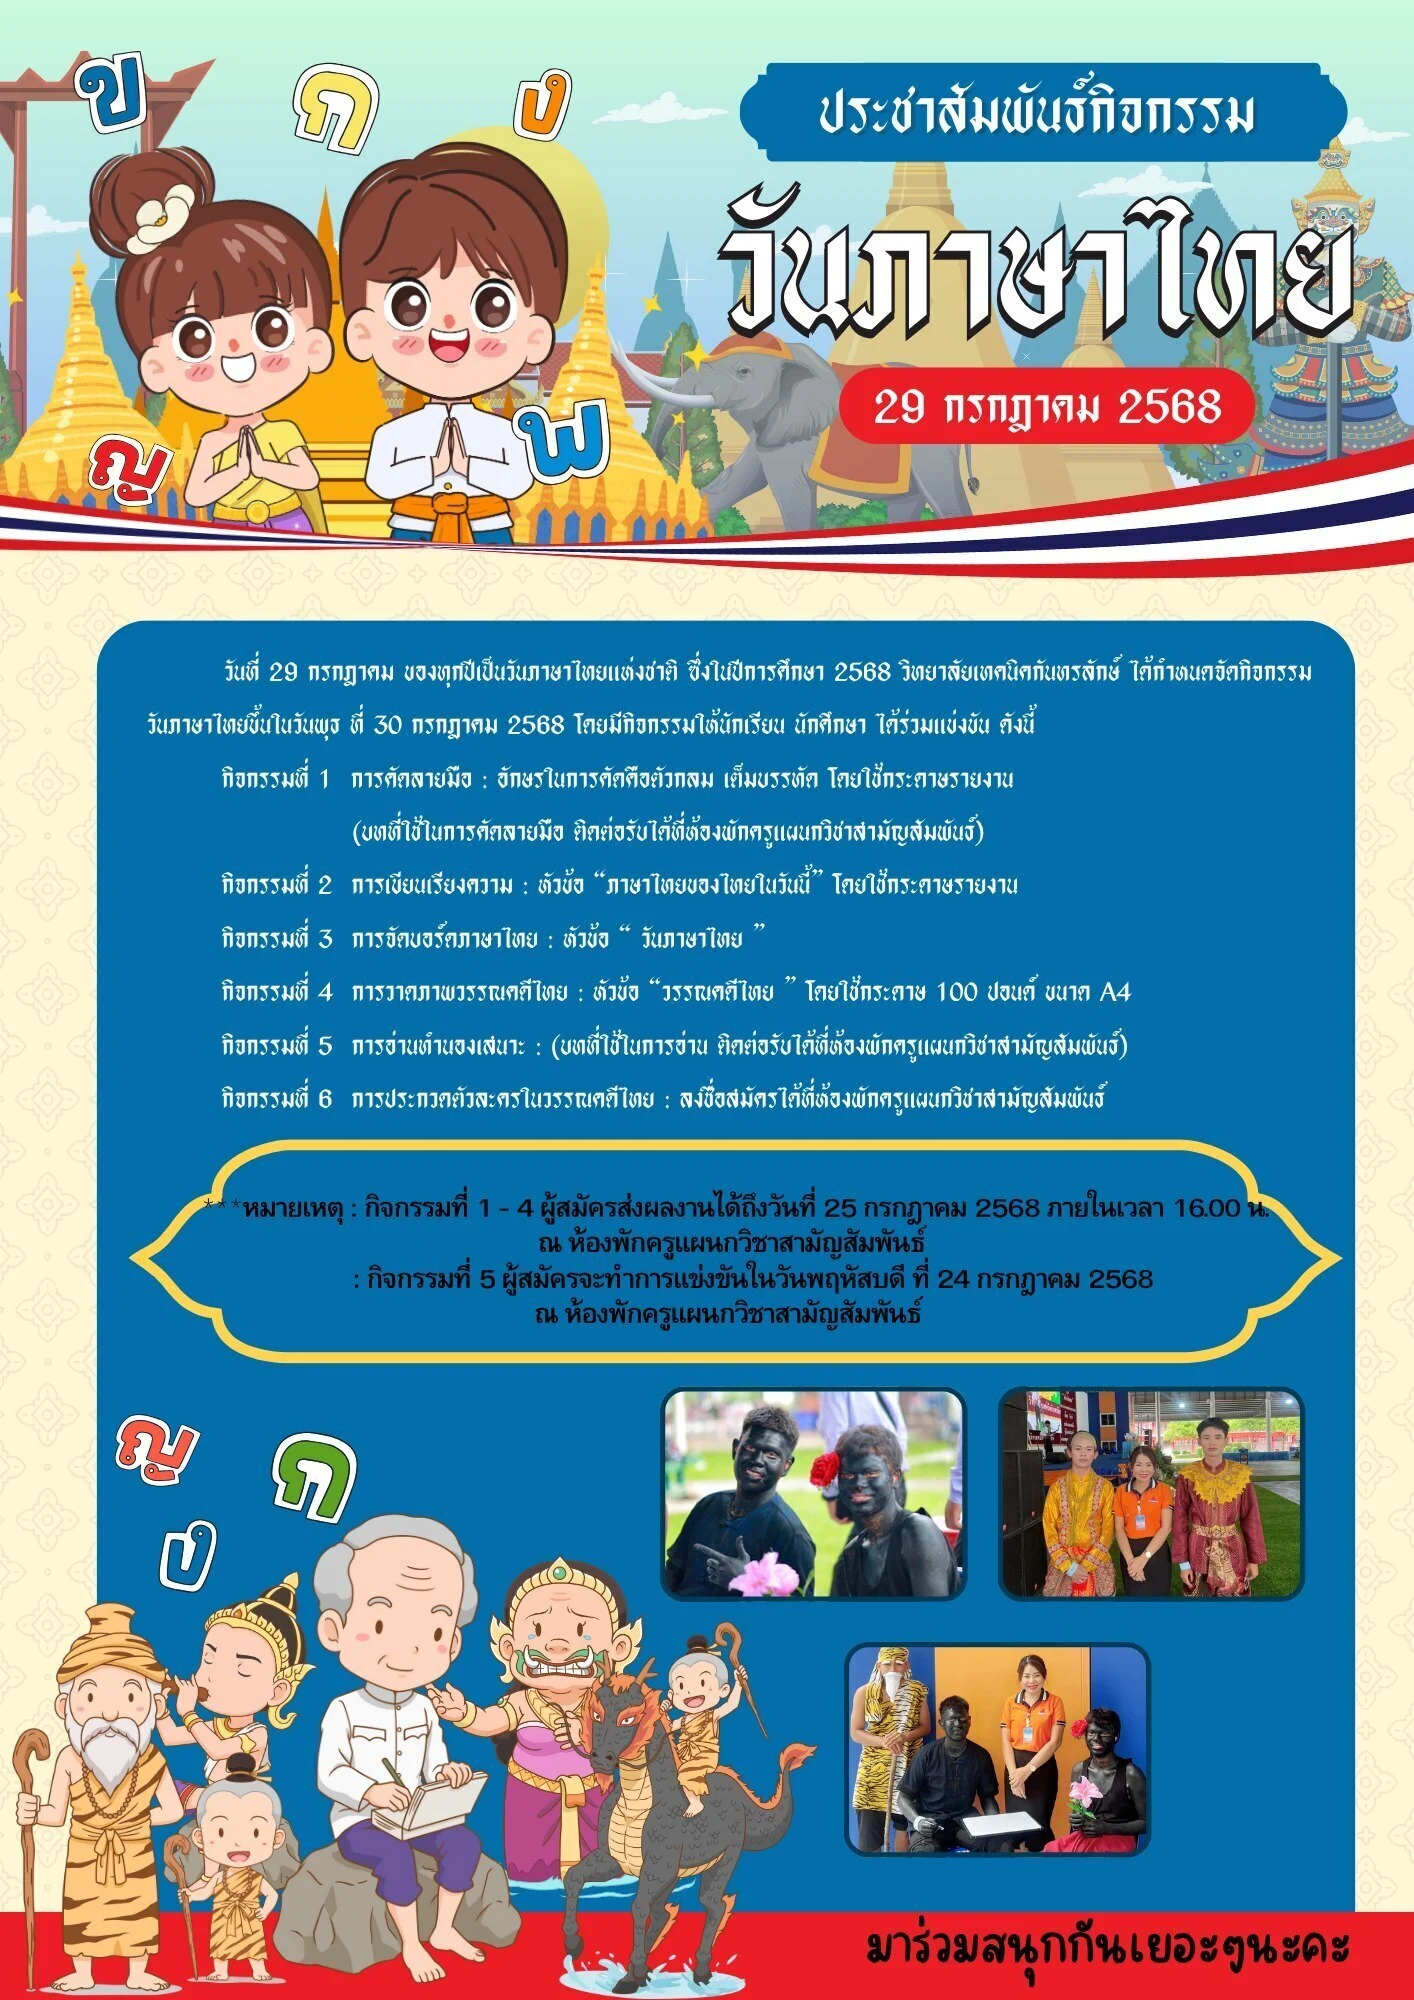 ข ก ง
ประชาสัมพันธ์กิจกรรม
วันภาษาไทย
29 กรกฎาคม 2568
ญ พ
วันที่ 29 กรกฎาคม ของทุกปีเป็นวันภาษาไทยแห่งชาติ ซึ่งในปีการศึกษา 2568 วิทยาลัยเทคนิคกันทรลักษ์ ได้กำหนดจัดกิจกรรม
วันภาษาไทยขึ้นในวันพุธ ที่ 30 กรกฎาคม 2568 โดยมีกิจกรรมให้นักเรียน นักศึกษา ได้ร่วมแข่งขัน ดังนี้
กิจกรรมที่ 1 การคัดลายมือ : อักษรในการคัดคือตัวกลม เต็มบรรทัด โดยใช้กระดาษรายงาน
(บทที่ใช้ในการคัดลายมือ ติดต่อรับได้ที่ห้องพักครูแผนกวิชาสามัญสัมพันธ์)
กิจกรรมที่ 2 การเขียนเรียงความ : หัวข้อ “ภาษาไทยของไทยในวันนี้” โดยใช้กระดาษรายงาน
กิจกรรมที่ 3 การจัดบอร์ดภาษาไทย : หัวข้อ “ วันภาษาไทย ”
กิจกรรมที่ 4 การวาดภาพวรรณคดีไทย : หัวข้อ “วรรณคดีไทย ” โดยใช้กระดาษ 100 ปอนด์ ขนาด A4
กิจกรรมที่ 5 การอ่านทำนองเสนาะ : (บทที่ใช้ในการอ่าน ติดต่อรับได้ที่ห้องพักครูแผนกวิชาสามัญสัมพันธ์)
กิจกรรมที่ 6 การประกวดตัวละครในวรรณคดีไทย : ลงชื่อสมัครได้ที่ห้องพักครูแผนกวิชาสามัญสัมพันธ์
***หมายเหตุ : กิจกรรมที่ 1 - 4 ผู้สมัครส่งผลงานได้ถึงวันที่ 25 กรกฎาคม 2568 ภายในเวลา 16.00 น.
ณ ห้องพักครูแผนกวิชาสามัญสัมพันธ์
: กิจกรรมที่ 5 ผู้สมัครจะทำการแข่งขันในวันพฤหัสบดี ที่ 24 กรกฎาคม 2568
ณ ห้องพักครูแผนกวิชาสามัญสัมพันธ์
ญ ก
ง
มาร่วมสนุกกันเยอะๆนะคะ